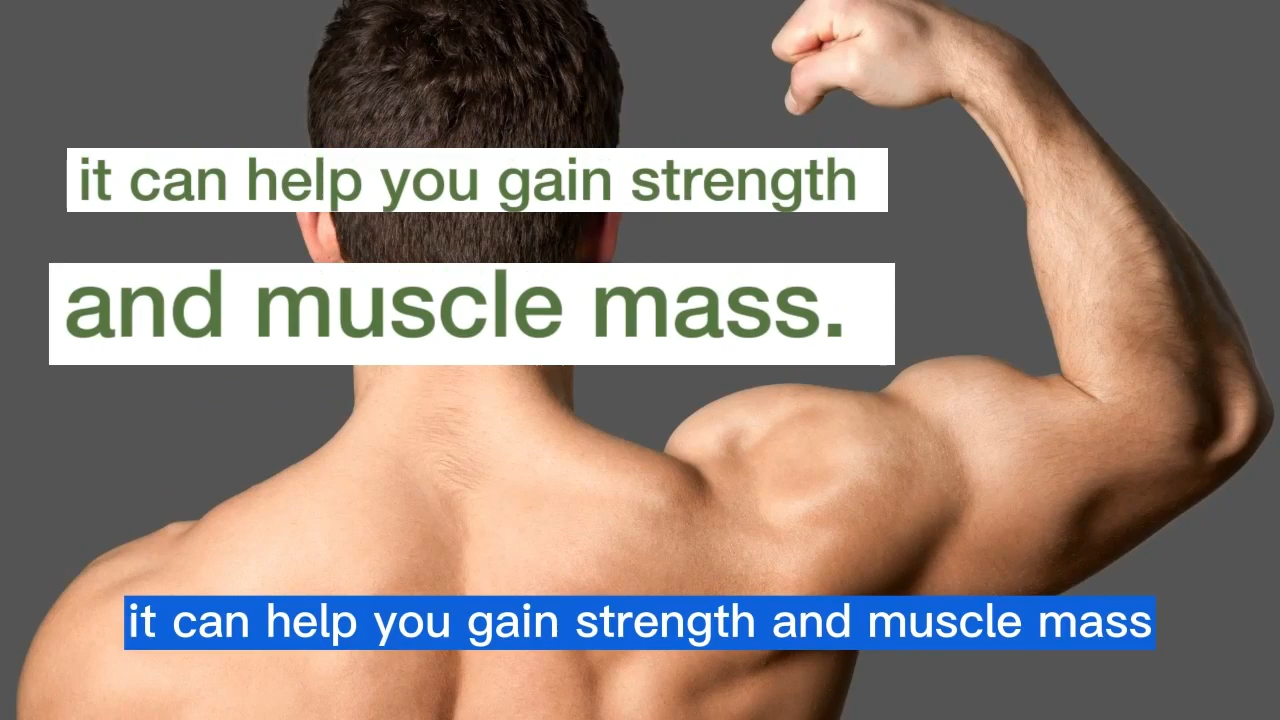 it can help you gain strength
and muscle mass.
it can help you gain strength and muscle mass